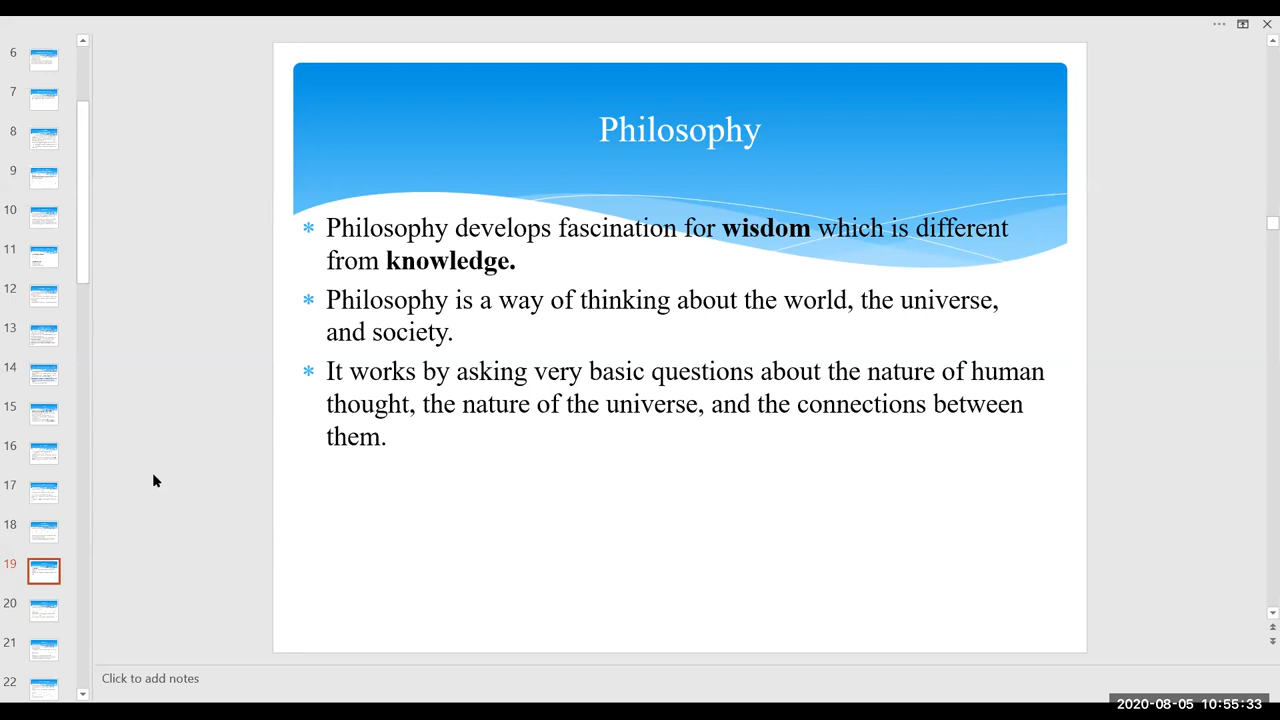 6
7
8
9
10
11
12
13
14
15
16
17
18
19
20
21
22
Philosophy
* Philosophy develops fascination for wisdom which is different
from knowledge.
* Philosophy is a way of thinking about the world, the universe,
and society.
* It works by asking very basic questions about the nature of human
thought, the nature of the universe, and the connections between
them.
Click to add notes
2020-08-05 10:55:33